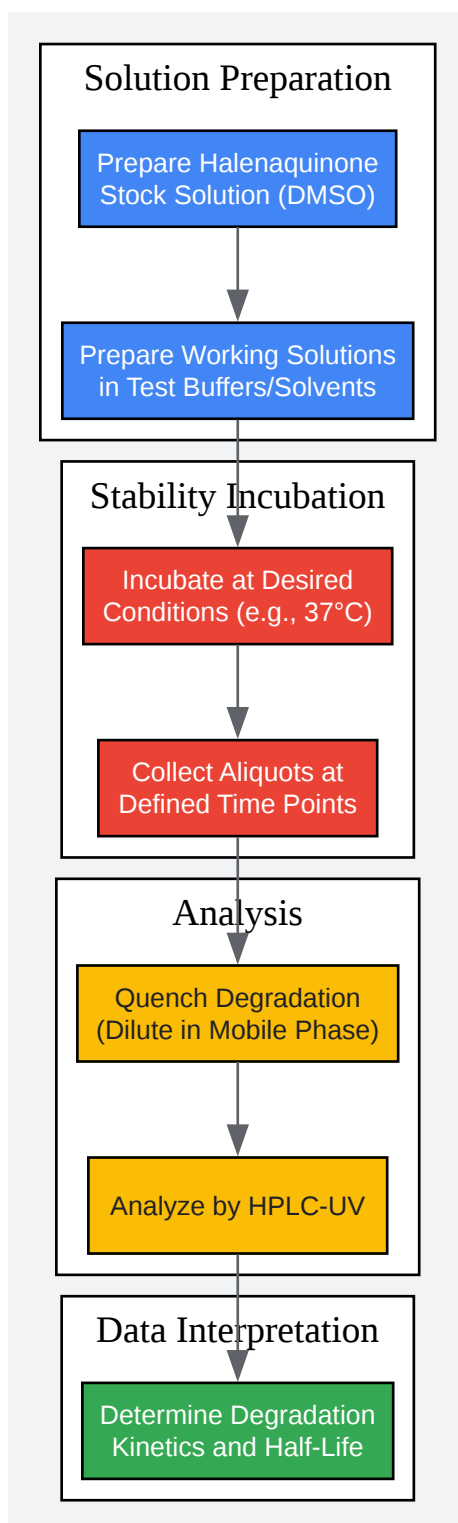 Solution Preparation
Prepare Halenaquinone
Stock Solution (DMSO)
Prepare Working Solutions
in Test Buffers/Solvents
Stability Incubation
Incubate at Desired
Conditions (e.g., 37°C)
Collect Aliquots at
Defined Time Points
Analysis
Quench Degradation
(Dilute in Mobile Phase)
Analyze by HPLC-UV
Data Interpretation
Determine Degradation
Kinetics and Half-Life